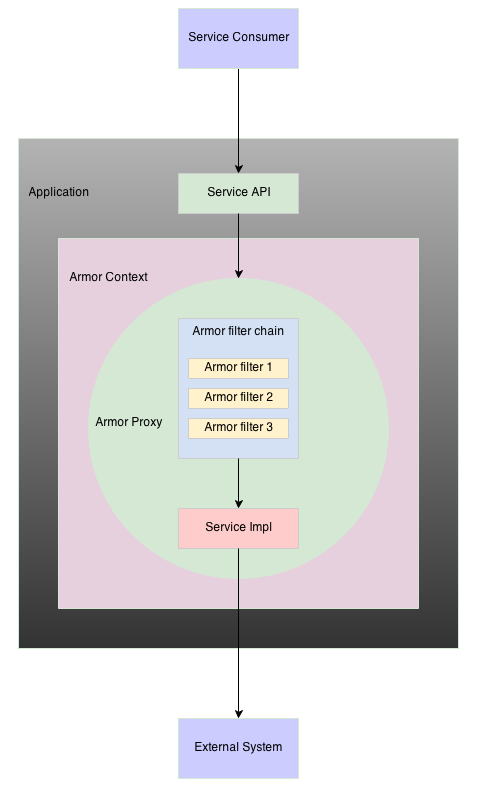 Service Consumer
Application
Service API
Armor Context
Armor filter chain
Armor filter 1
Armor filter 2
Armor filter 3
Armor Proxy
Service Impl
External System